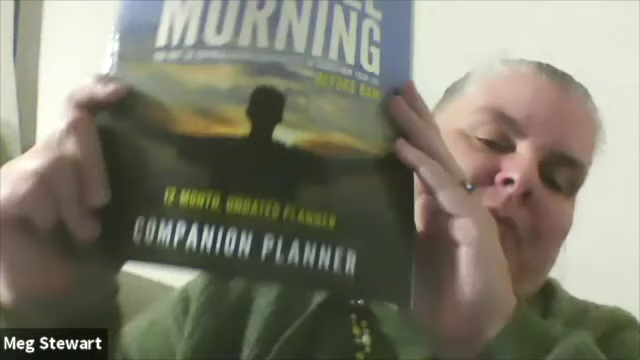 MORNING
BEFORE 8AM
12 MONTH, UNDATED PLANNER
COMPANION PLANNER
Meg Stewart